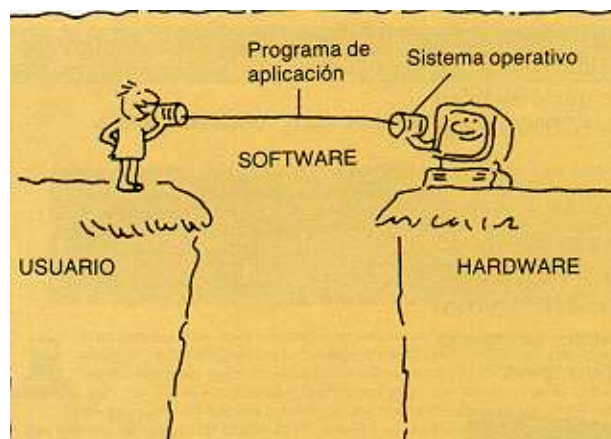 Programa de
aplicación
Sistema operativo
SOFTWARE
USUARIO
HARDWARE